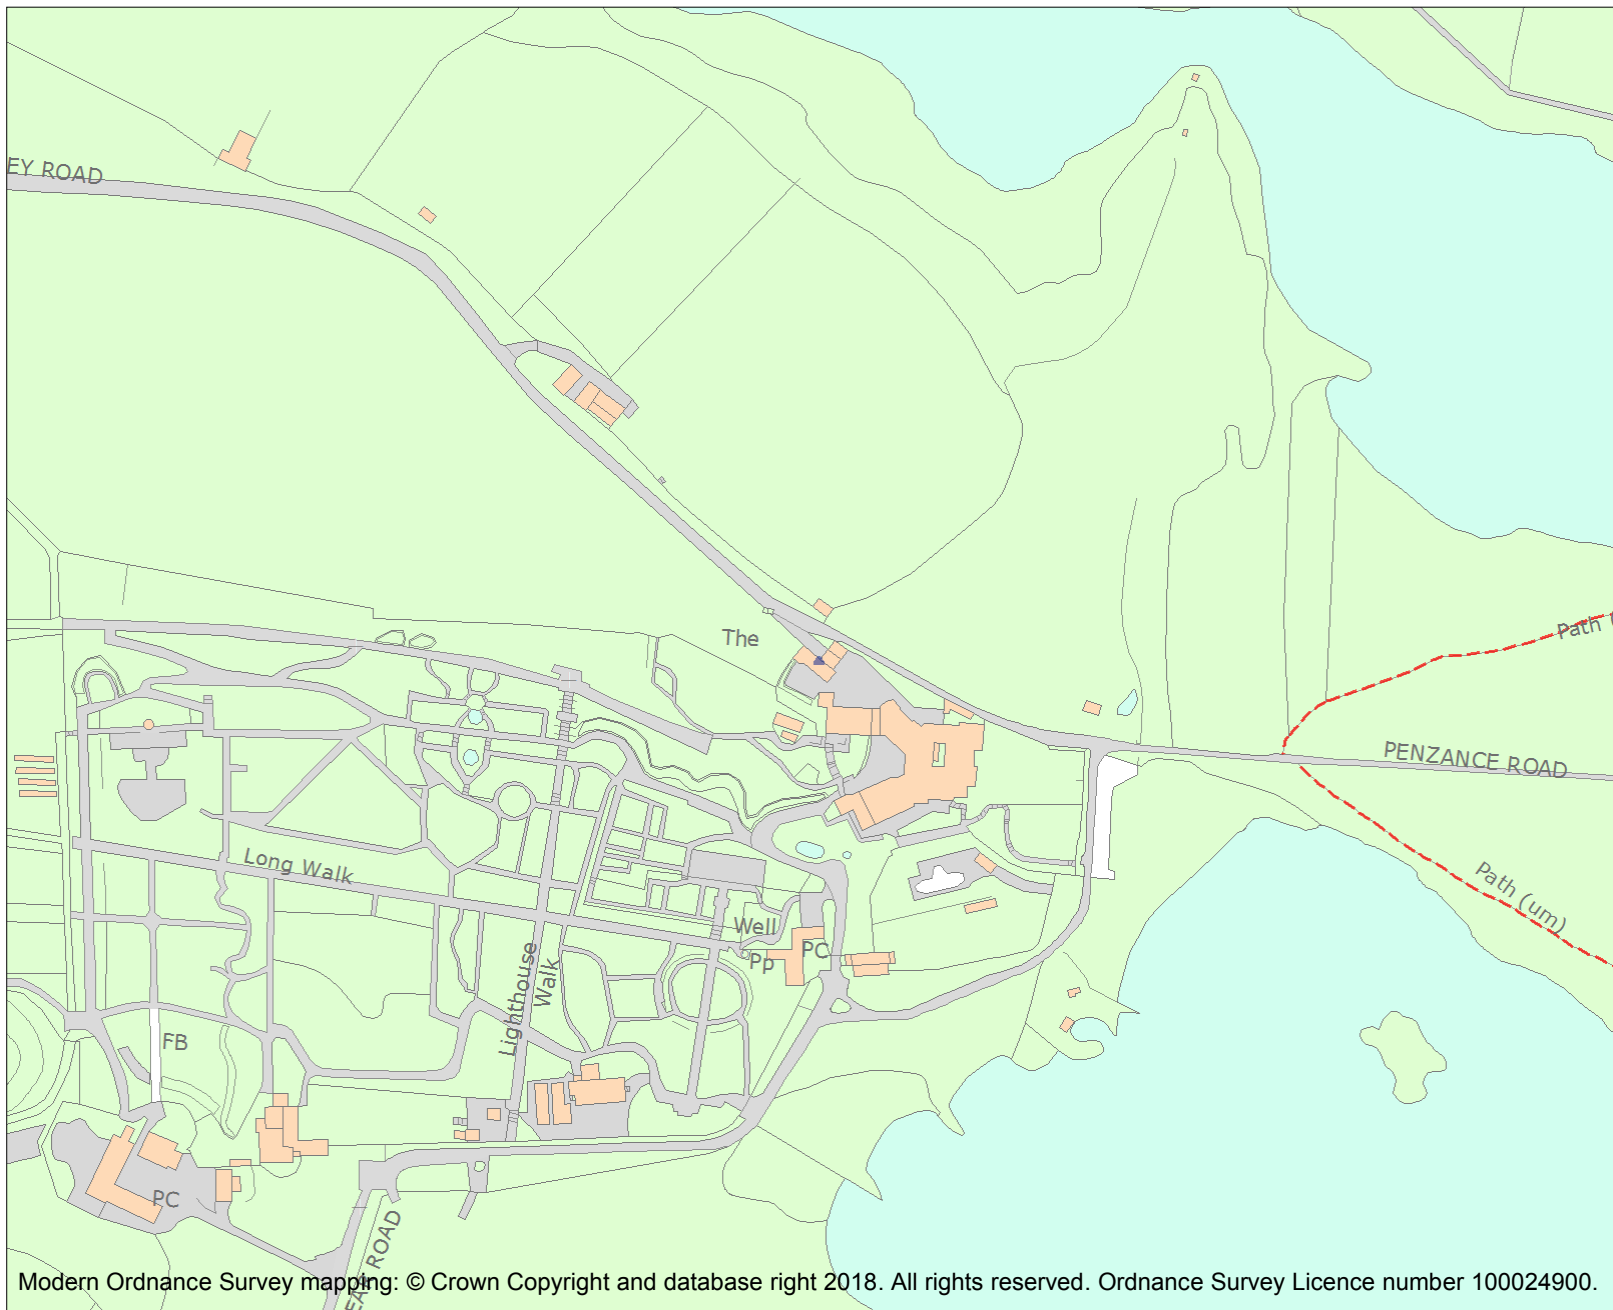 EY ROAD
The
Path
PENZANCE ROAD
Long Walk
Path (um)
Well
PC
Pp
Lighthouse
Walk
FB
PC
EAR ROAD
Modern Ordnance Survey mapping: © Crown Copyright and database right 2018. All rights reserved. Ordnance Survey Licence number 100024900.